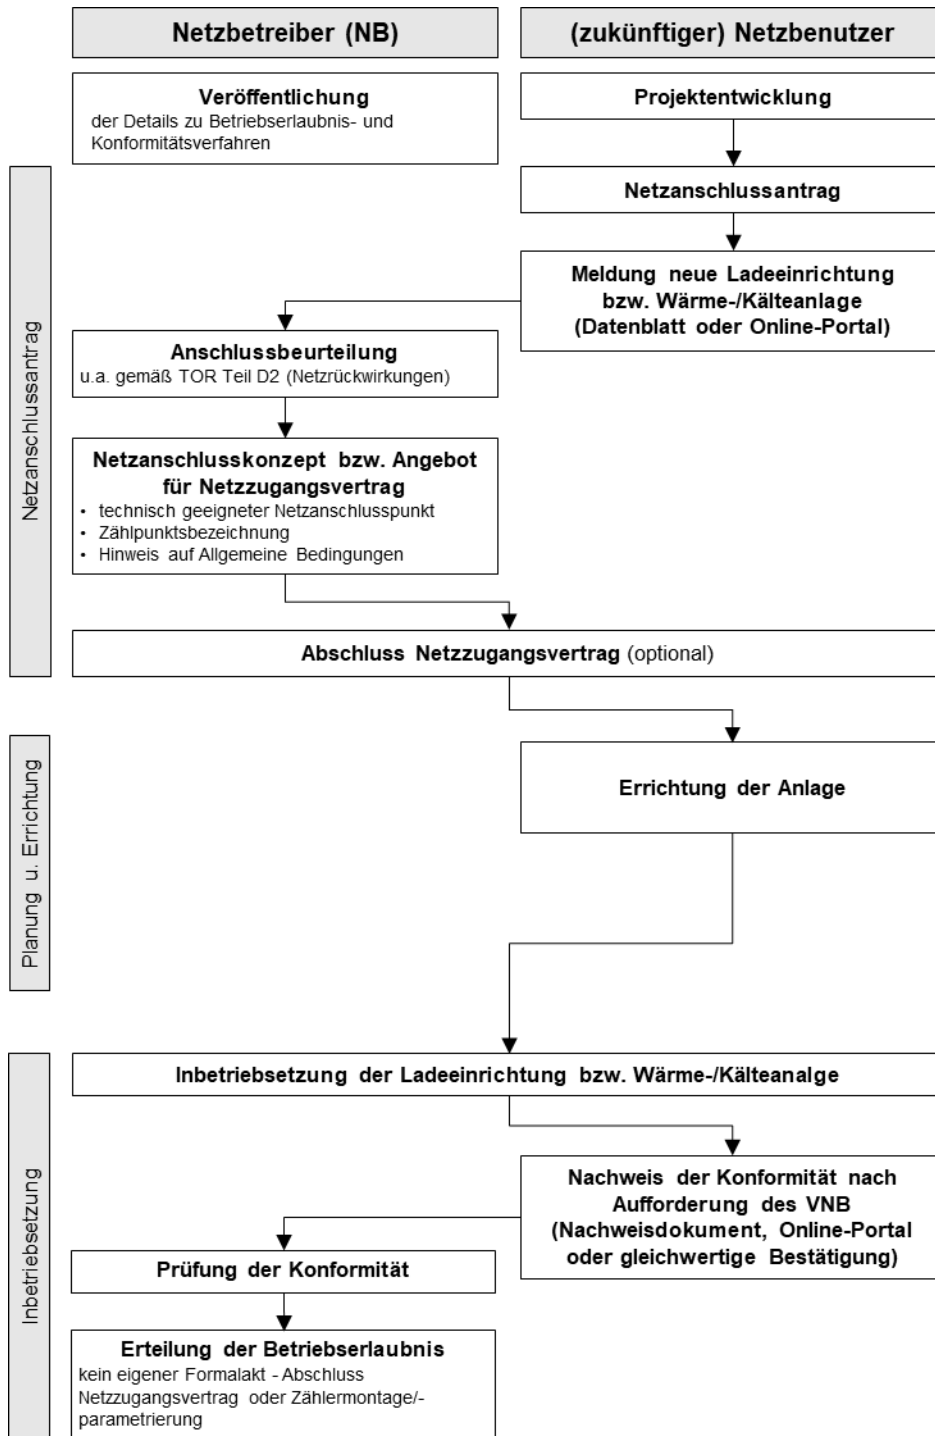 Netzbetreiber (NB)
(zukünftiger) Netzbenutzer
Veröffentlichung
der Details zu Betriebserlaubnis- und
Konformitätsverfahren
Projektentwicklung
Netzanschlussantrag
Netzanschlussantrag
Meldung neue Ladeeinrichtung
bzw. Wärme-/Kälteanlage
(Datenblatt oder Online-Portal)
Anschlussbeurteilung
u.a. gemäß TOR Teil D2 (Netzrückwirkungen)
Netzanschlusskonzept bzw. Angebot
für Netzzugangsvertrag
• technisch geeigneter Netzanschlusspunkt
• Zählpunktsbezeichnung
• Hinweis auf Allgemeine Bedingungen
Abschluss Netzzugangsvertrag (optional)
Planung u. Errichtung
Errichtung der Anlage
Inbetriebsetzung
Inbetriebsetzung der Ladeeinrichtung bzw. Wärme-/Kälteanalge
Nachweis der Konformität nach
Aufforderung des VNB
(Nachweisdokument, Online-Portal
oder gleichwertige Bestätigung)
Prüfung der Konformität
Erteilung der Betriebserlaubnis
kein eigener Formalakt - Abschluss
Netzzugangsvertrag oder Zählermontage/-
parametrierung